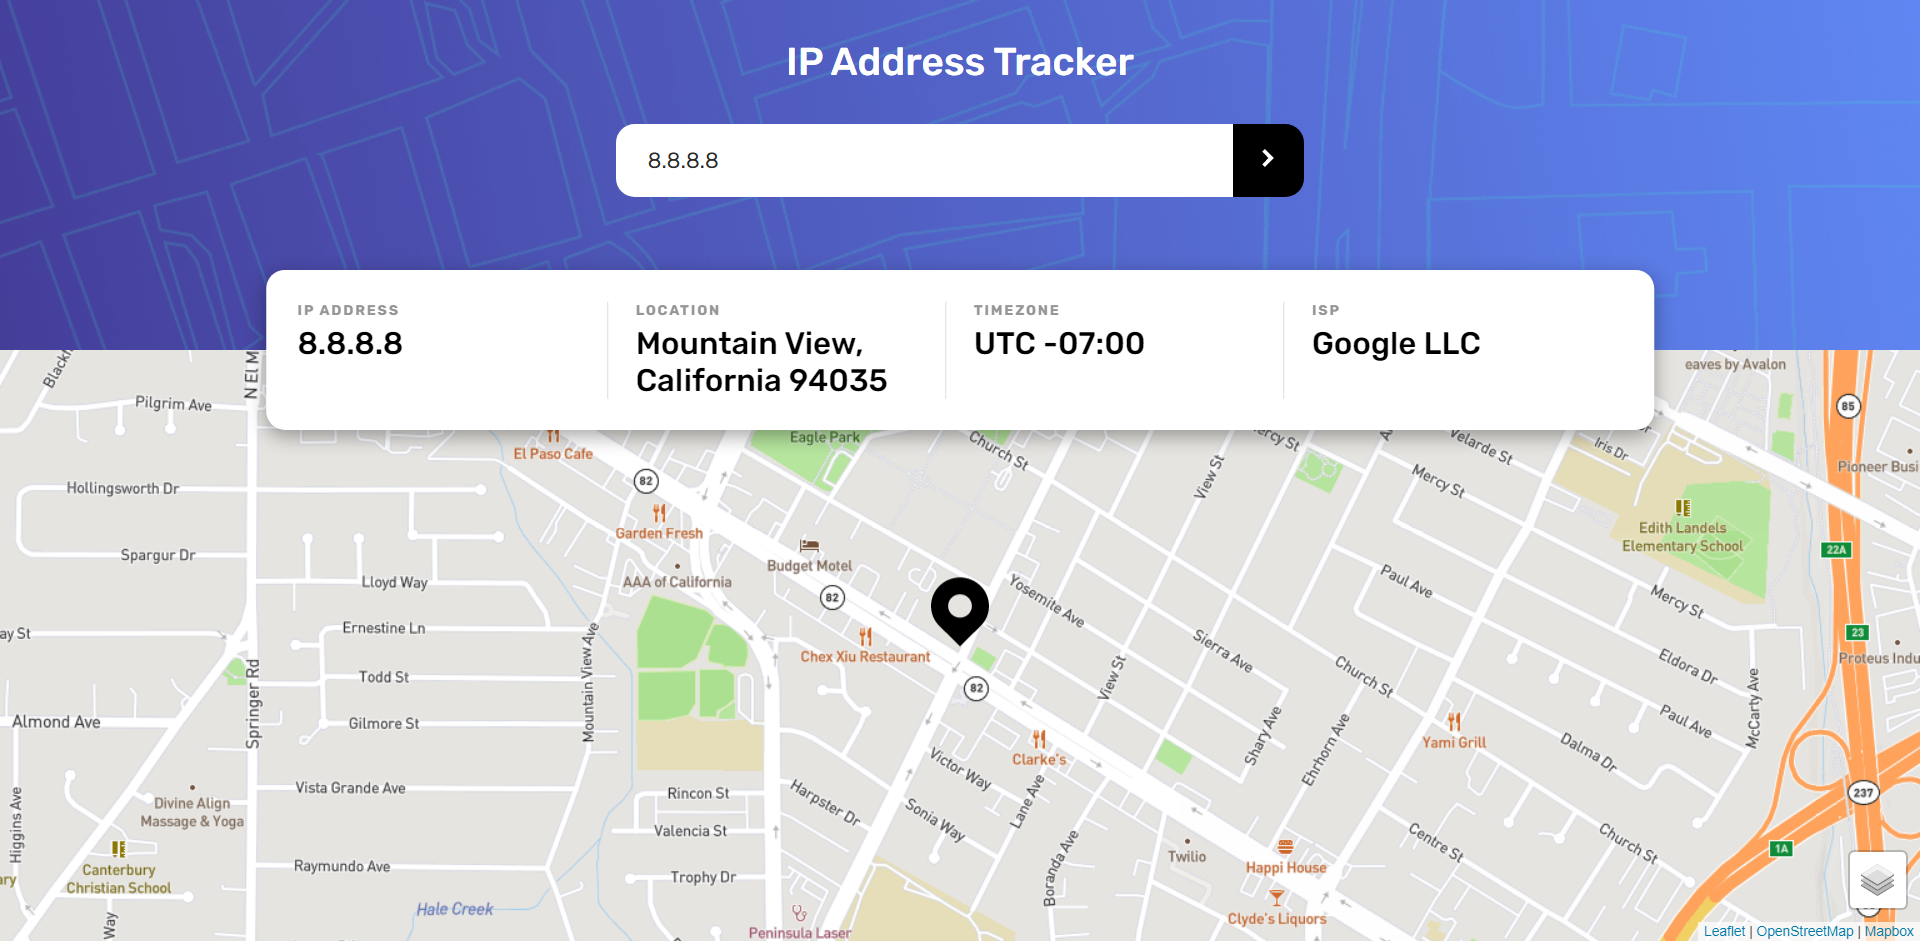 IP Address Tracker
8.8.8.8
IP ADDRESS
8.8.8.8
LOCATION
Mountain View,
California 94035
TIMEZONE
UTC -07:00
ISP
Google LLC
N El M
Pilgrim Ave
eaves by Avalon
85
El Paso Cafe
Eagle Park
Church St
ercy St
Velarde St
Iris Dr
Pioneer Busi
82
View St
Mercy St
Hollingsworth Dr
Garden Fresh
Edith Landels
Elementary School
22A
Spargur Dr
Budget Motel
AAA of California
Lloyd Way
82
Yosemite Ave
Paul Ave
Mercy St
ay St
Ernestine Ln
Mountain View Ave
Chex Xiu Restaurant
Sierra Ave
23
Proteus Indu
Springer Rd
Todd St
82
View St
Church St
Eldora Dr
McCarty Ave
Almond Ave
Gilmore St
Shary Ave
Ehrhorn Ave
Yami Grill
Paul Ave
Dalma Dr
Clarke's
Victor Way
Vista Grande Ave
Rincon St
Harpster Dr
Lane Ave
237
Higgins Ave
Divine Align
Massage & Yoga
Valencia St
Sonia Way
Boranda Ave
Centre St
Church St
1A
Twilio
Canterbury
Christian School
ary
Raymundo Ave
Trophy Dr
Happi House
Way
Hale Creek
Clyde's Liquors
Peninsula Laser
Leaflet | OpenStreetMap | Mapbox